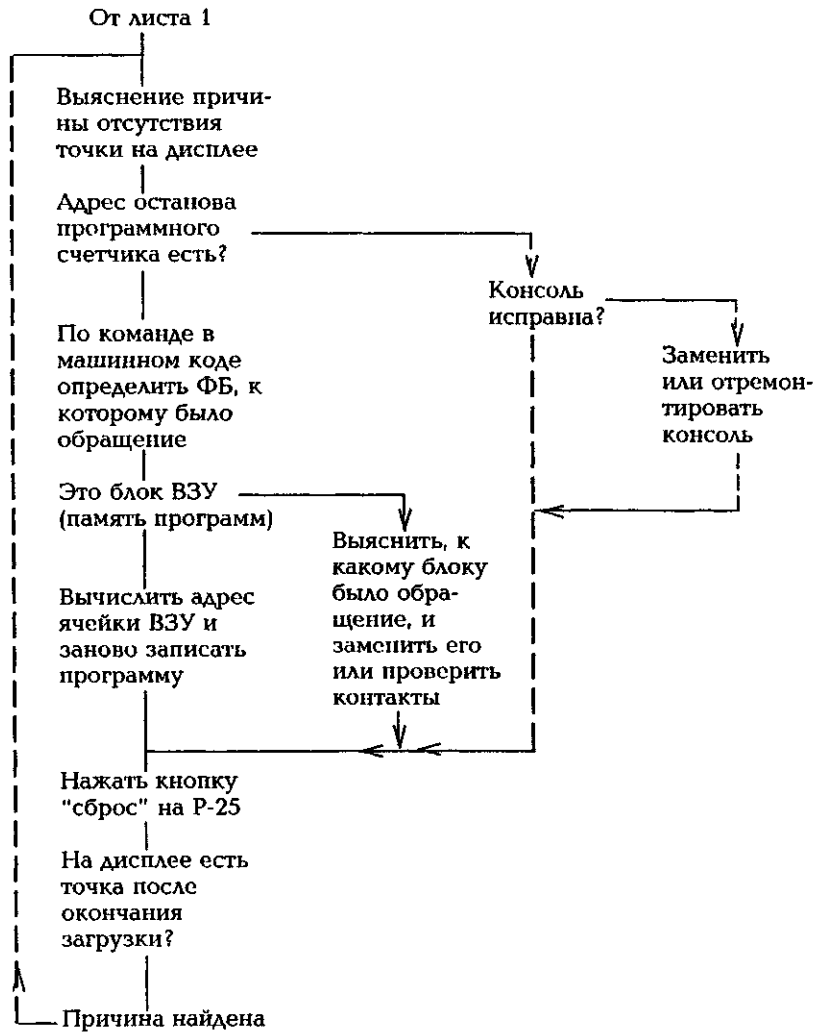 От листа 1
Выяснение причи-
ны отсутствия
точки на дисплее
Адрес останова
программного
счетчика есть?
Консоль
исправна?
Заменить
или отремон-
тировать
консоль
По команде в
машинном коде
определить ФБ, к
которому было
обращение
Это блок ВЗУ
(память программ)
Выяснить, к
какому блоку
было обра-
щение, и
заменить его
или проверить
контакты
Вычислить адрес
ячейки ВЗУ и
заново записать
программу
Нажать кнопку
"сброс" на Р-25
На дисплее есть
точка после
окончания
загрузки?
Причина найдена